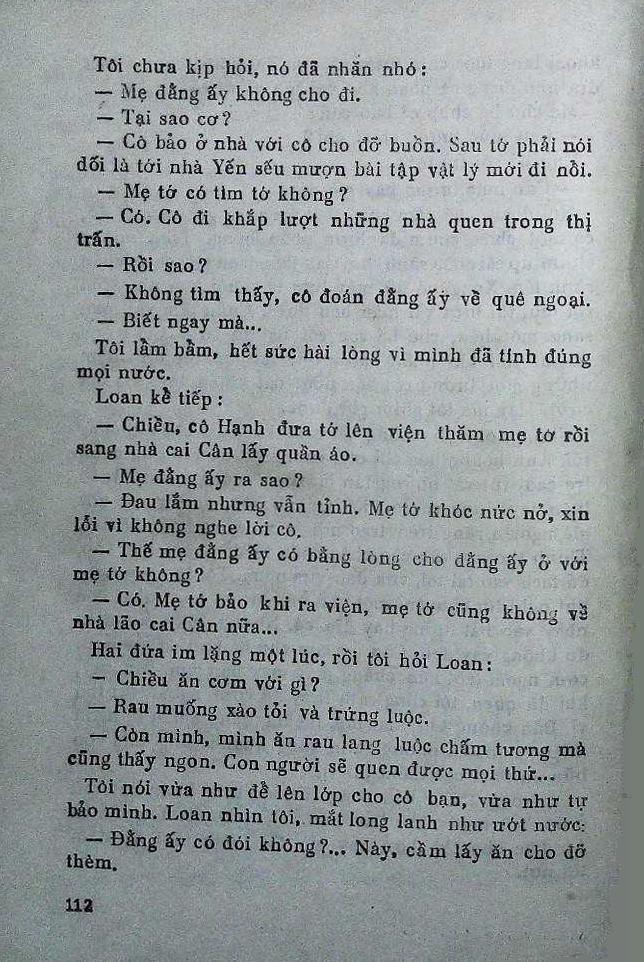 Tôi chưa kịp hỏi, nó đã nhăn nhó:
— Mẹ đằng ấy không cho đi.
— Tại sao cơ?
— Cô bảo ở nhà với cô cho đỡ buồn. Sau tớ phải nói
dối là tới nhà Yến sếu mượn bài tập vật lý mới đi nồi.
— Mẹ tớ có tìm tớ không?
— Có. Cô đi khắp lượt những nhà quen trong thị
trấn.
— Rồi sao?
— Không tìm thấy, cô đoán đằng ấy về quê ngoại.
— Biết ngay mà...
Tôi lầm bầm, hết sức hài lòng vì mình đã tính đúng
mọi nước.
Loan kề tiếp:
— Chiều, cô Hạnh đưa tớ lên viện thăm mẹ tơ rồi
sang nhà cai Cân lấy quần áo.
— Mẹ đằng ấy ra sao?
— Đau lắm nhưng vẫn tỉnh. Mẹ tớ khóc nức nở, xin
lỗi vì không nghe lời cô.
— Thế mẹ đằng ấy có bằng lòng cho đằng ấy ở với
mẹ tớ không?
— Có. Mẹ tớ bảo khi ra viện, mẹ tớ cũng không về
nhà lão cai Cân nữa...
Hai đứa im lặng một lúc, rồi tôi hỏi Loan:
— Chiều ăn cơm với gì?
— Rau muống xào tỏi và trứng luộc.
— Còn mình, mình ăn rau lang luộc chấm tương mà
cũng thấy ngon. Con người sẽ quen được mọi thứ...
Tôi nói vừa như đề lên lớp cho cô bạn, vừa như tự
bảo mình. Loan nhìn tôi, mắt long lanh như ướt nước:
— Đằng ấy có đói không?... Này, cầm lấy ăn cho đỡ
thèm.
112